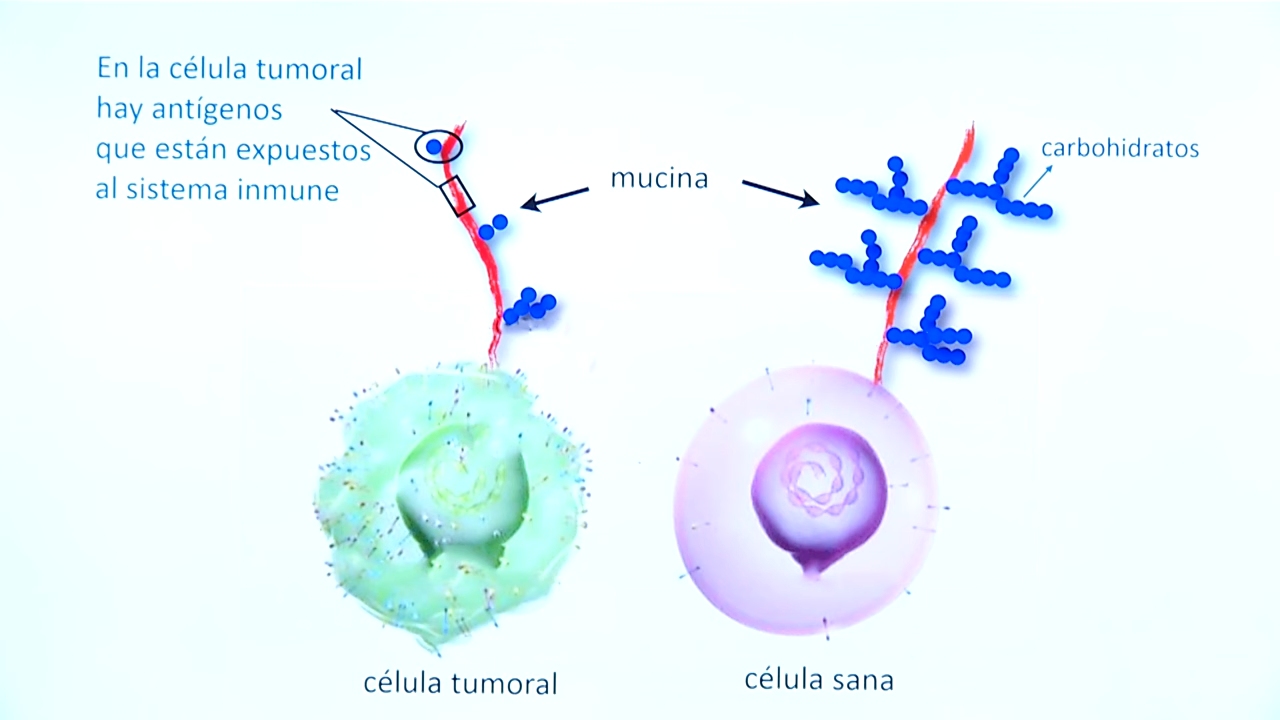 En la célula tumoral
hay antígenos
que están expuestos
al sistema inmune
mucina
carbohidratos
célula tumoral
célula sana